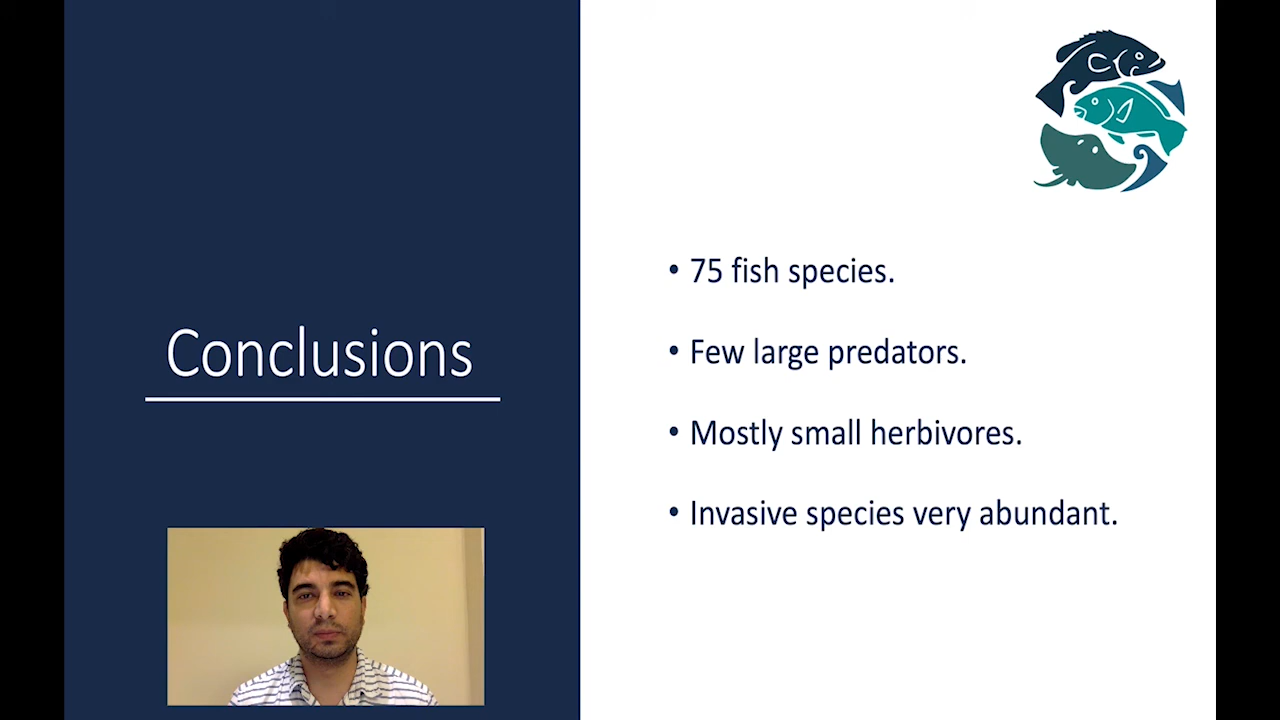 Conclusions
• 75 fish species.
• Few large predators.
• Mostly small herbivores.
• Invasive species very abundant.